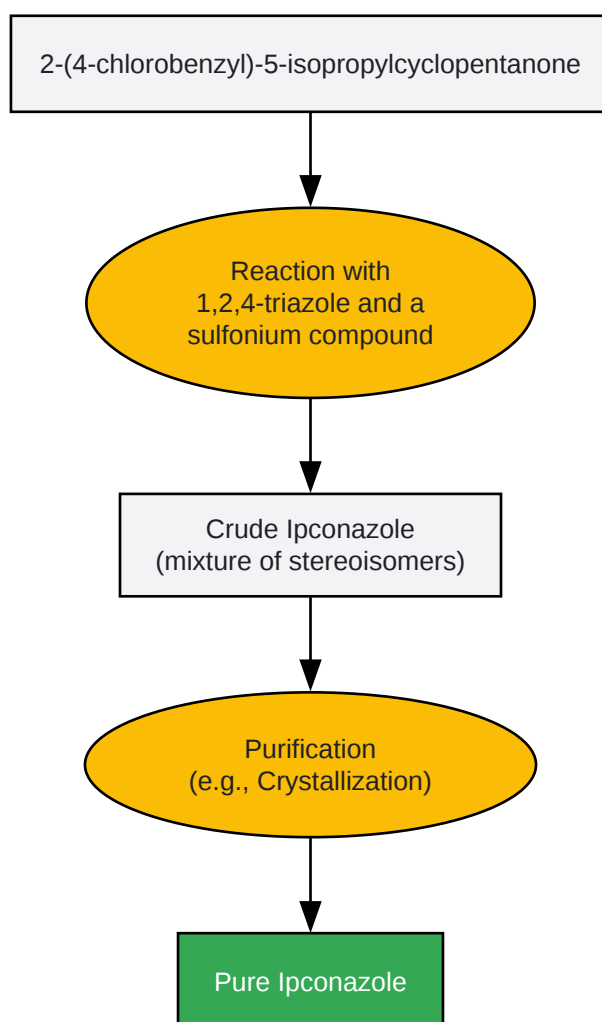 2-(4-chlorobenzyl)-5-isopropylcyclopentanone
Reaction with
1,2,4-triazole and a
sulfonium compound
Crude Ipconazole
(mixture of stereoisomers)
Purification
(e.g., Crystallization)
Pure Ipconazole